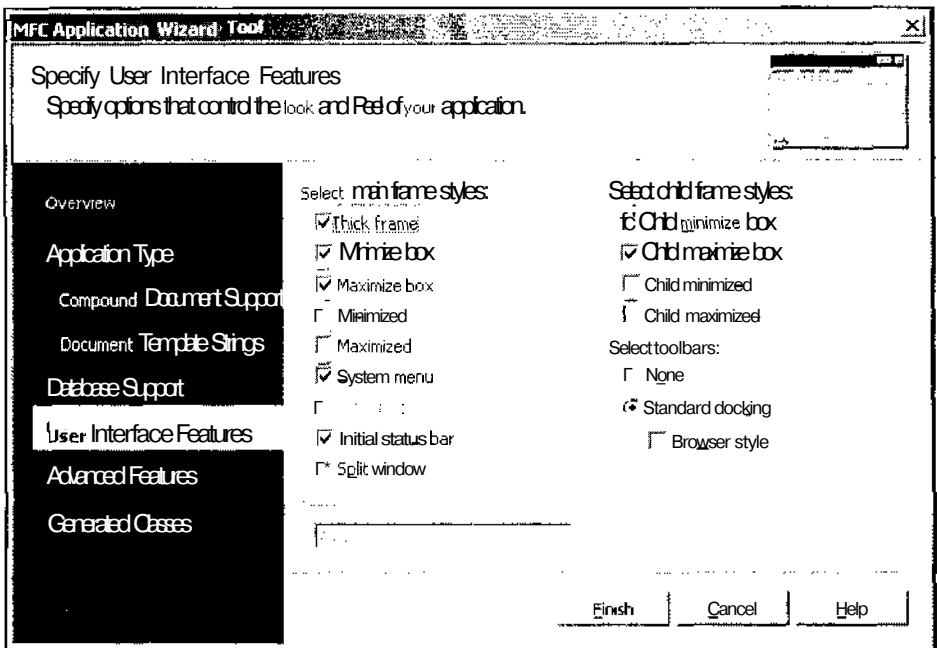 MFC Application Wizard Tool
Specify User Interface Features
Specify options that control the look and Peel of your application.
Overview
Application Type
Compound Document Support
Document Template Strings
Database Support
User Interface Features
Advanced Features
Generated Classes
Select main frame styles:
Thick frame
Minimize box
Maximize box
Minimized
Maximized
System menu
Initial status bar
Split window
Select child frame styles:
Child minimize box
Child maximize box
Child minimized
Child maximized
Select toolbars:
None
Standard docking
Browser style
Finish
Cancel
Help